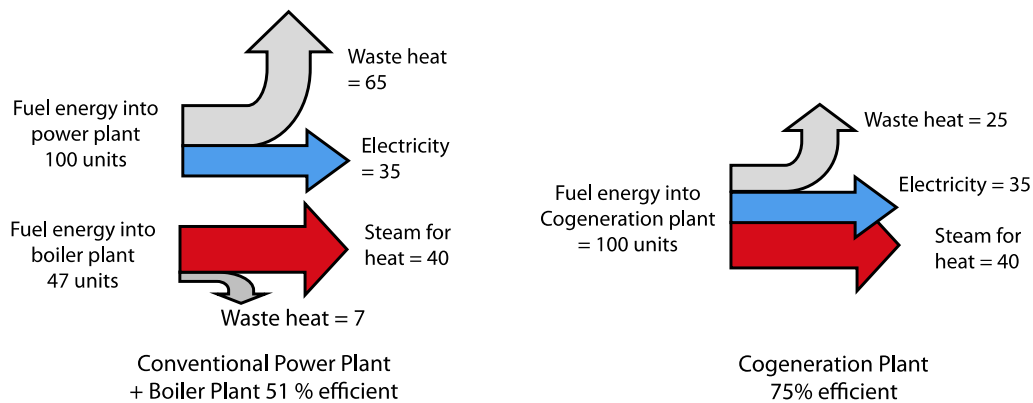 Waste heat
= 65
Fuel energy into
power plant
100 units
Electricity
= 35
Fuel energy into
boiler plant
47 units
Steam for
heat = 40
Waste heat = 7
Conventional Power Plant
+ Boiler Plant 51 % efficient
Waste heat = 25
Fuel energy into
Cogeneration plant
= 100 units
Electricity = 35
Steam for
heat = 40
Cogeneration Plant
75% efficient